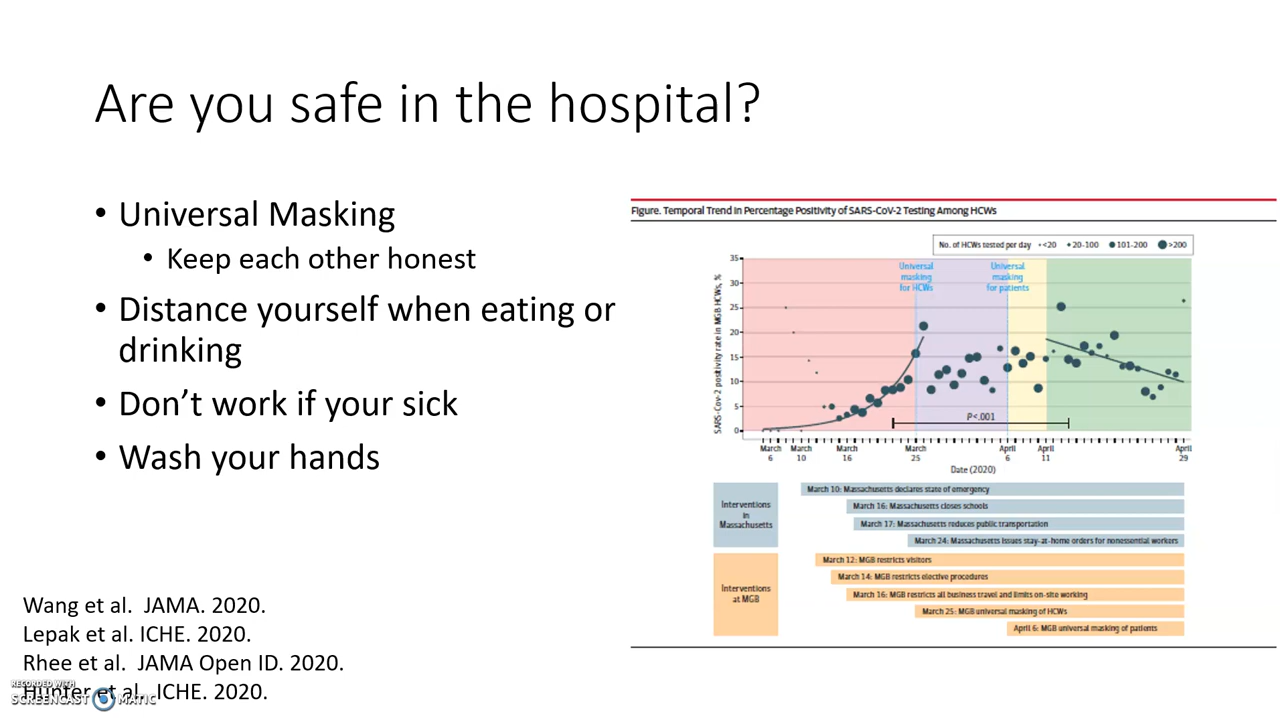 Are you safe in the hospital?
• Universal Masking
• Keep each other honest
• Distance yourself when eating or
drinking
• Don't work if your sick
• Wash your hands
Wang et al. JAMA. 2020.
Lepak et al. ICHE. 2020.
Rhee et al. JAMA Open ID. 2020.
Hunter et al. ICHE. 2020.
RECORDED WITH
SCREENCAST MATIC
Figure. Temporal Trend in Percentage Positivity of SARS-CoV-2 Testing Among HCWs
No. of HCWs tested per day <20 20-100 101-200 >200
SARS-Cov-2 positivity rate in MGB HCWs, %
35
30
25
20
15
10
5
0
Universal
masking
for HCWs
Universal
masking
for patients
P<.001
March
6
March
10
March
16
March
25
April
6
April
11
April
29
Date (2020)
Interventions
in
Massachusetts
March 10: Massachusetts declares state of emergency
March 16: Massachusetts closes schools
March 17: Massachusetts reduces public transportation
March 24: Massachusetts issues stay-at-home orders for nonessential workers
Interventions
at MGB
March 12: MGB restricts visitors
March 14: MGB restricts elective procedures
March 16: MGB restricts all business travel and limits on-site working
March 25: MGB universal masking of HCWs
April 6: MGB universal masking of patients